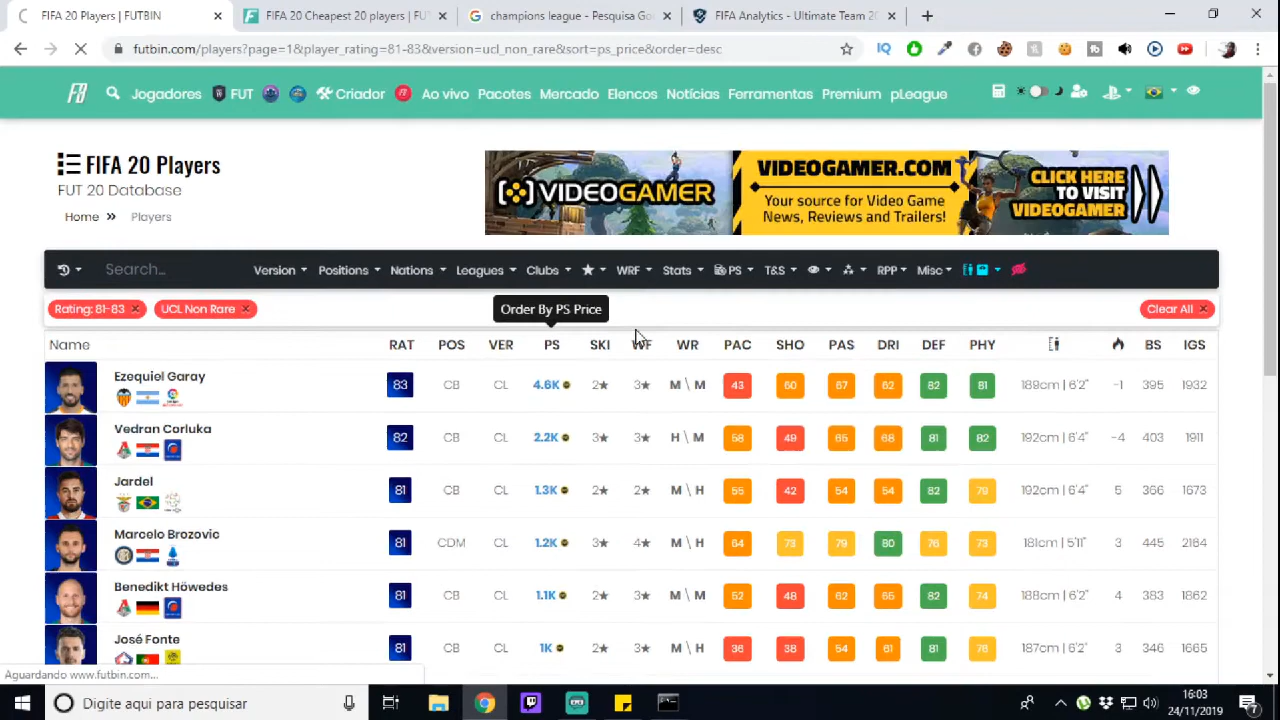 FIFA 20 Players | FUTBIN
FIFA 20 Cheapest 20 players | FUT
champions league - Pesquisa Go
FIFA Analytics - Ultimate Team 20
futbin.com/players?page=1&player_rating=81-83&version=ucl_non_rare&sort=ps_price&order=desc
Jogadores FUT Criador Ao vivo Pacotes Mercado Elencos Notícias Ferramentas Premium pLeague
FIFA 20 Players
FUT 20 Database
Home » Players
VIDEOGAMER
VIDEOGAMER.COM
Your source for Video Game
News, Reviews and Trailers!
CLICK HERE
TO VISIT
VIDEOGAMER
Search... Version Positions Nations Leagues Clubs WRF Stats PS T&S RPP Misc
Rating: 81-83 UCL Non Rare Clear All
Order By PS Price
Name RAT POS VER PS SKI WF WR PAC SHO PAS DRI DEF PHY BS IGS
Ezequiel Garay 83 CB CL 4.6K 2★ 3★ M \ M 43 60 67 62 82 81 189cm | 6'2" -1 395 1932
Vedran Corluka 82 CB CL 2.2K 3★ 3★ H \ M 58 49 65 68 81 82 192cm | 6'4" -4 403 1911
Jardel 81 CB CL 1.3K 2★ 2★ M \ H 55 42 54 54 82 79 192cm | 6'4" 5 366 1673
Marcelo Brozovic 81 CDM CL 1.2K 3★ 4★ M \ H 64 73 79 80 76 73 181cm | 5'11" 3 445 2164
Benedikt Höwedes 81 CB CL 1.1K 2★ 3★ M \ M 52 48 62 65 82 74 188cm | 6'2" 4 383 1862
José Fonte 81 CB CL 1K 2★ 3★ M \ H 36 38 54 61 81 76 187cm | 6'2" 3 346 1665
Aguardando www.futbin.com...
Digite aqui para pesquisar
16:03
24/11/2019
7